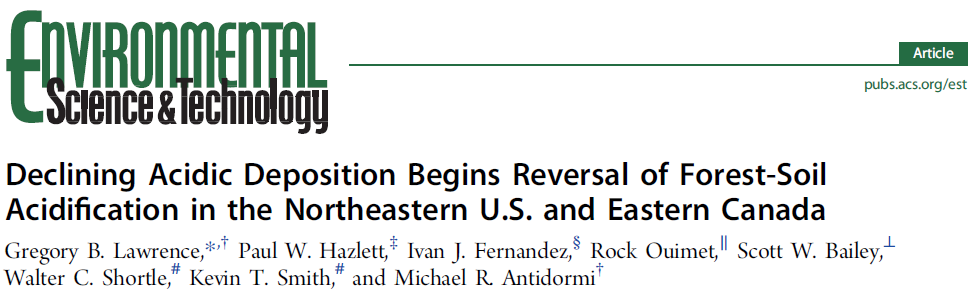 Environmental
Science & Technology
Article
pubs.acs.org/est
Declining Acidic Deposition Begins Reversal of Forest-Soil
Acidification in the Northeastern U.S. and Eastern Canada
Gregory B. Lawrence,*,† Paul W. Hazlett,‡ Ivan J. Fernandez,§ Rock Ouimet,∥ Scott W. Bailey,⊥
Walter C. Shortle,# Kevin T. Smith,# and Michael R. Antidormi†